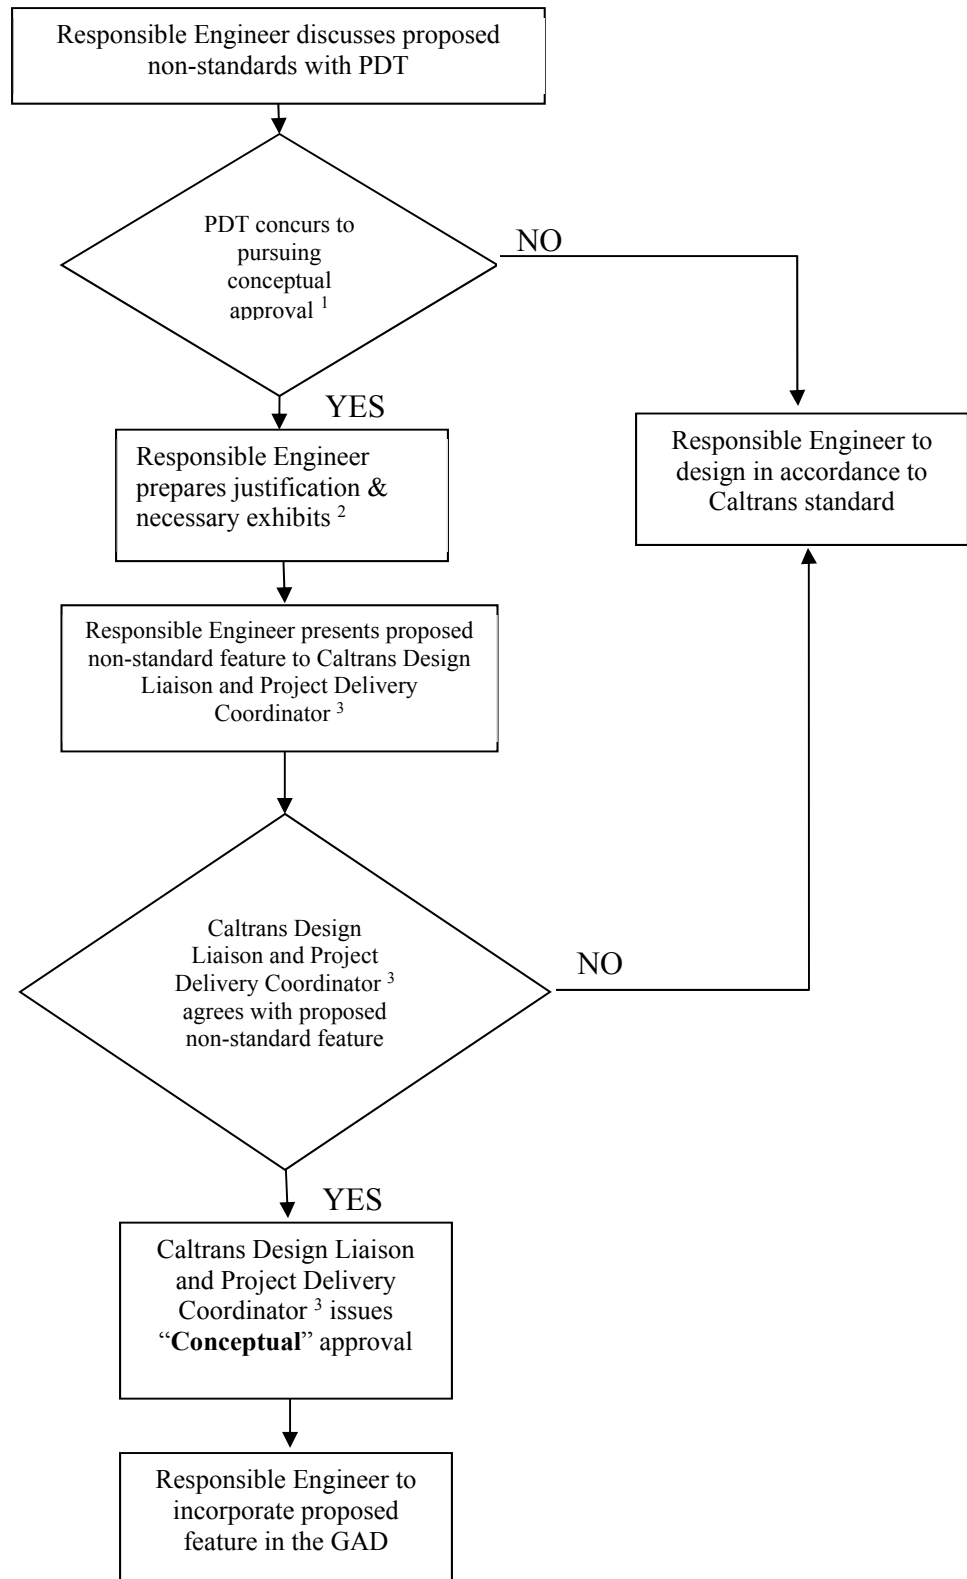 Responsible Engineer discusses proposed
non-standards with PDT
PDT concurs to
pursuing
conceptual
approval 1
NO
YES
Responsible Engineer
prepares justification &
necessary exhibits 2
Responsible Engineer to
design in accordance to
Caltrans standard
Responsible Engineer presents proposed
non-standard feature to Caltrans Design
Liaison and Project Delivery
Coordinator 3
Caltrans Design
Liaison and Project
Delivery Coordinator 3
agrees with proposed
non-standard feature
NO
YES
Caltrans Design Liaison
and Project Delivery
Coordinator 3 issues
“Conceptual” approval
Responsible Engineer to
incorporate proposed
feature in the GAD